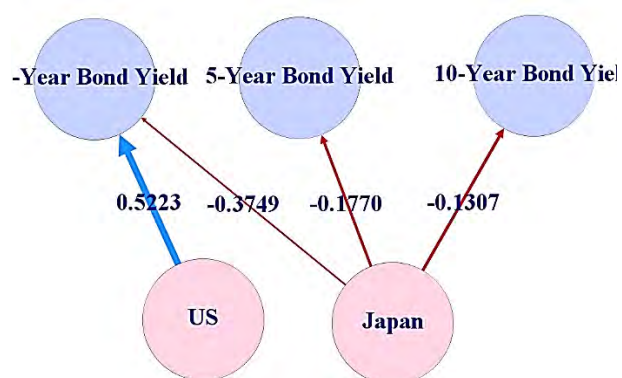 -Year Bond Yield 5-Year Bond Yield 10-Year Bond Yiel
0.5223 -0.3749 -0.1770 -0.1307
US Japan